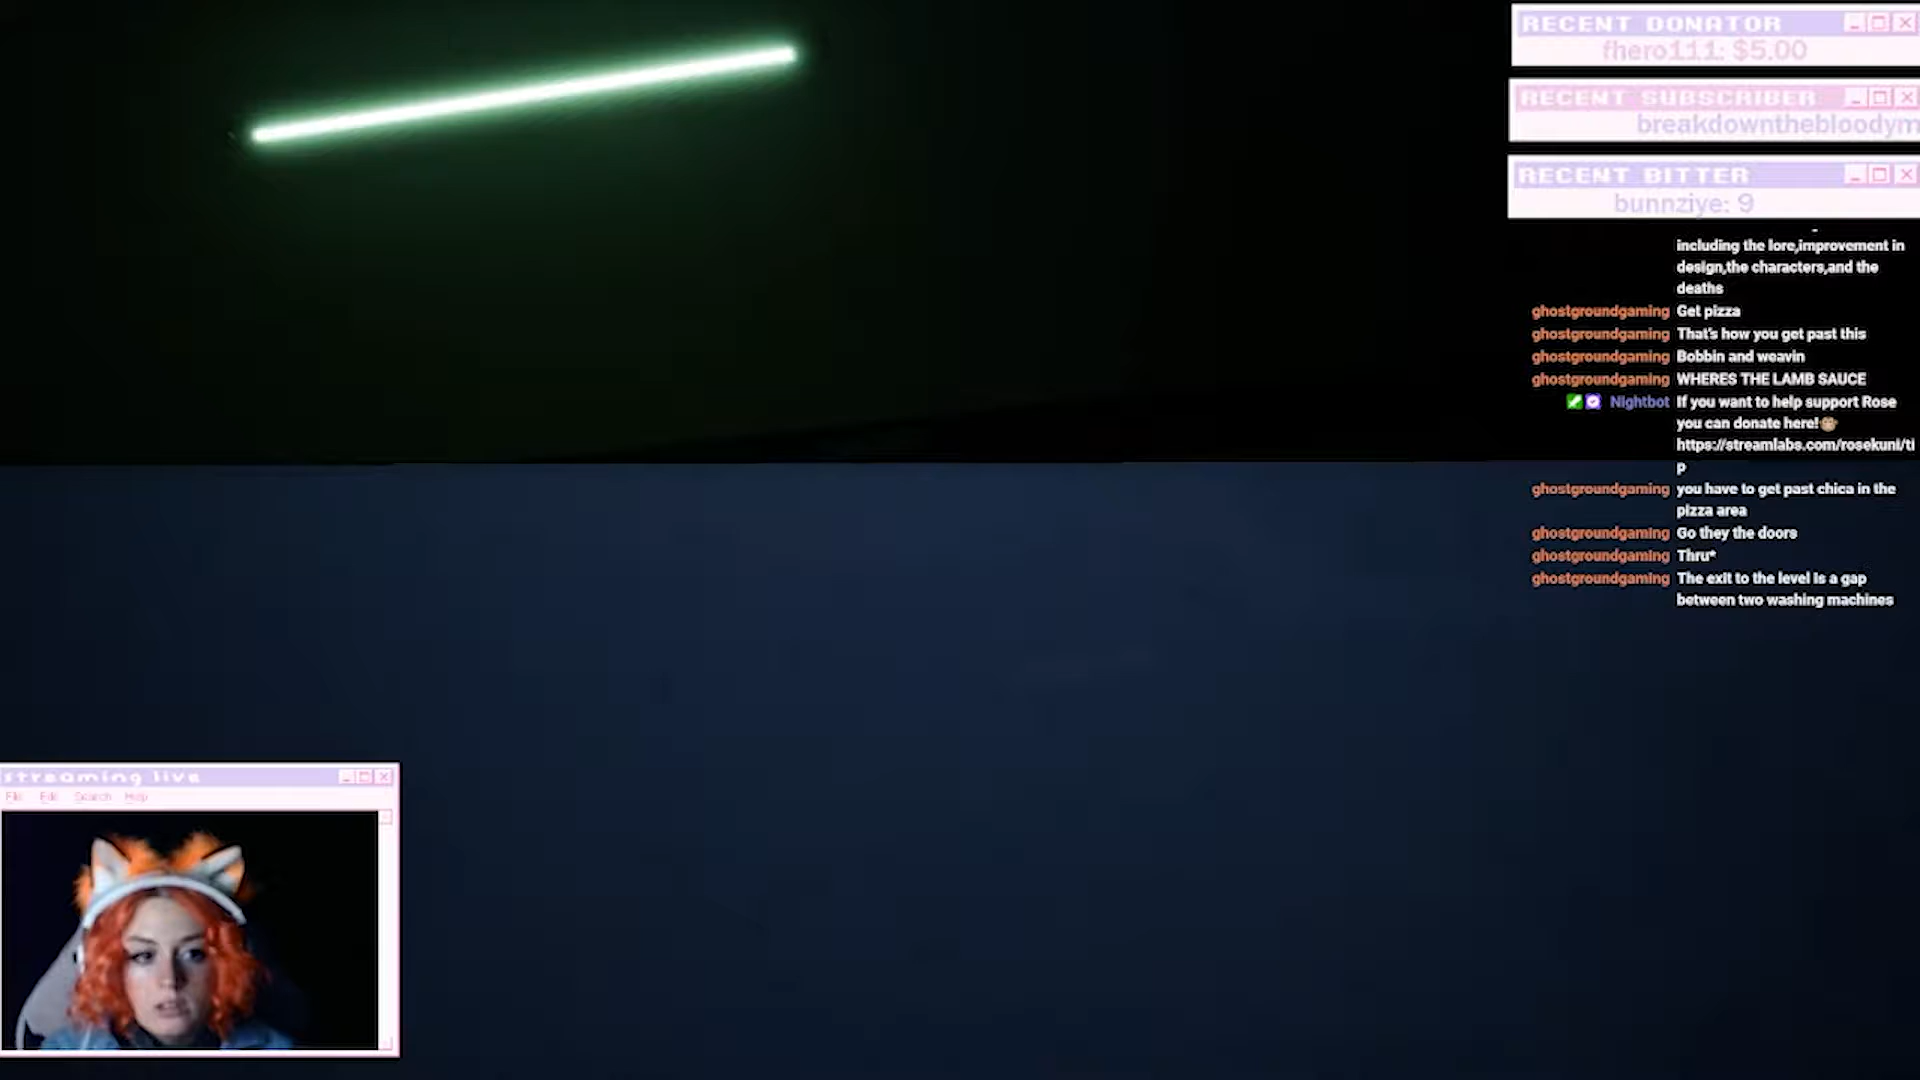 RECENT DONATOR
fhero111: $5.00
RECENT SUBSCRIBER
breakdownthebloodym
RECENT BITTER
bunnziye: 9
including the lore,improvement in
design,the characters,and the
deaths
ghostgroundgaming Get pizza
ghostgroundgaming That's how you get past this
ghostgroundgaming Bobbin and weavin
ghostgroundgaming WHERES THE LAMB SAUCE
Nightbot If you want to help support Rose
you can donate here!
https://streamlabs.com/rosekuni/ti
p
ghostgroundgaming you have to get past chica in the
pizza area
ghostgroundgaming Go they the doors
ghostgroundgaming Thru*
ghostgroundgaming The exit to the level is a gap
between two washing machines
streaming live
File Edit Search Help